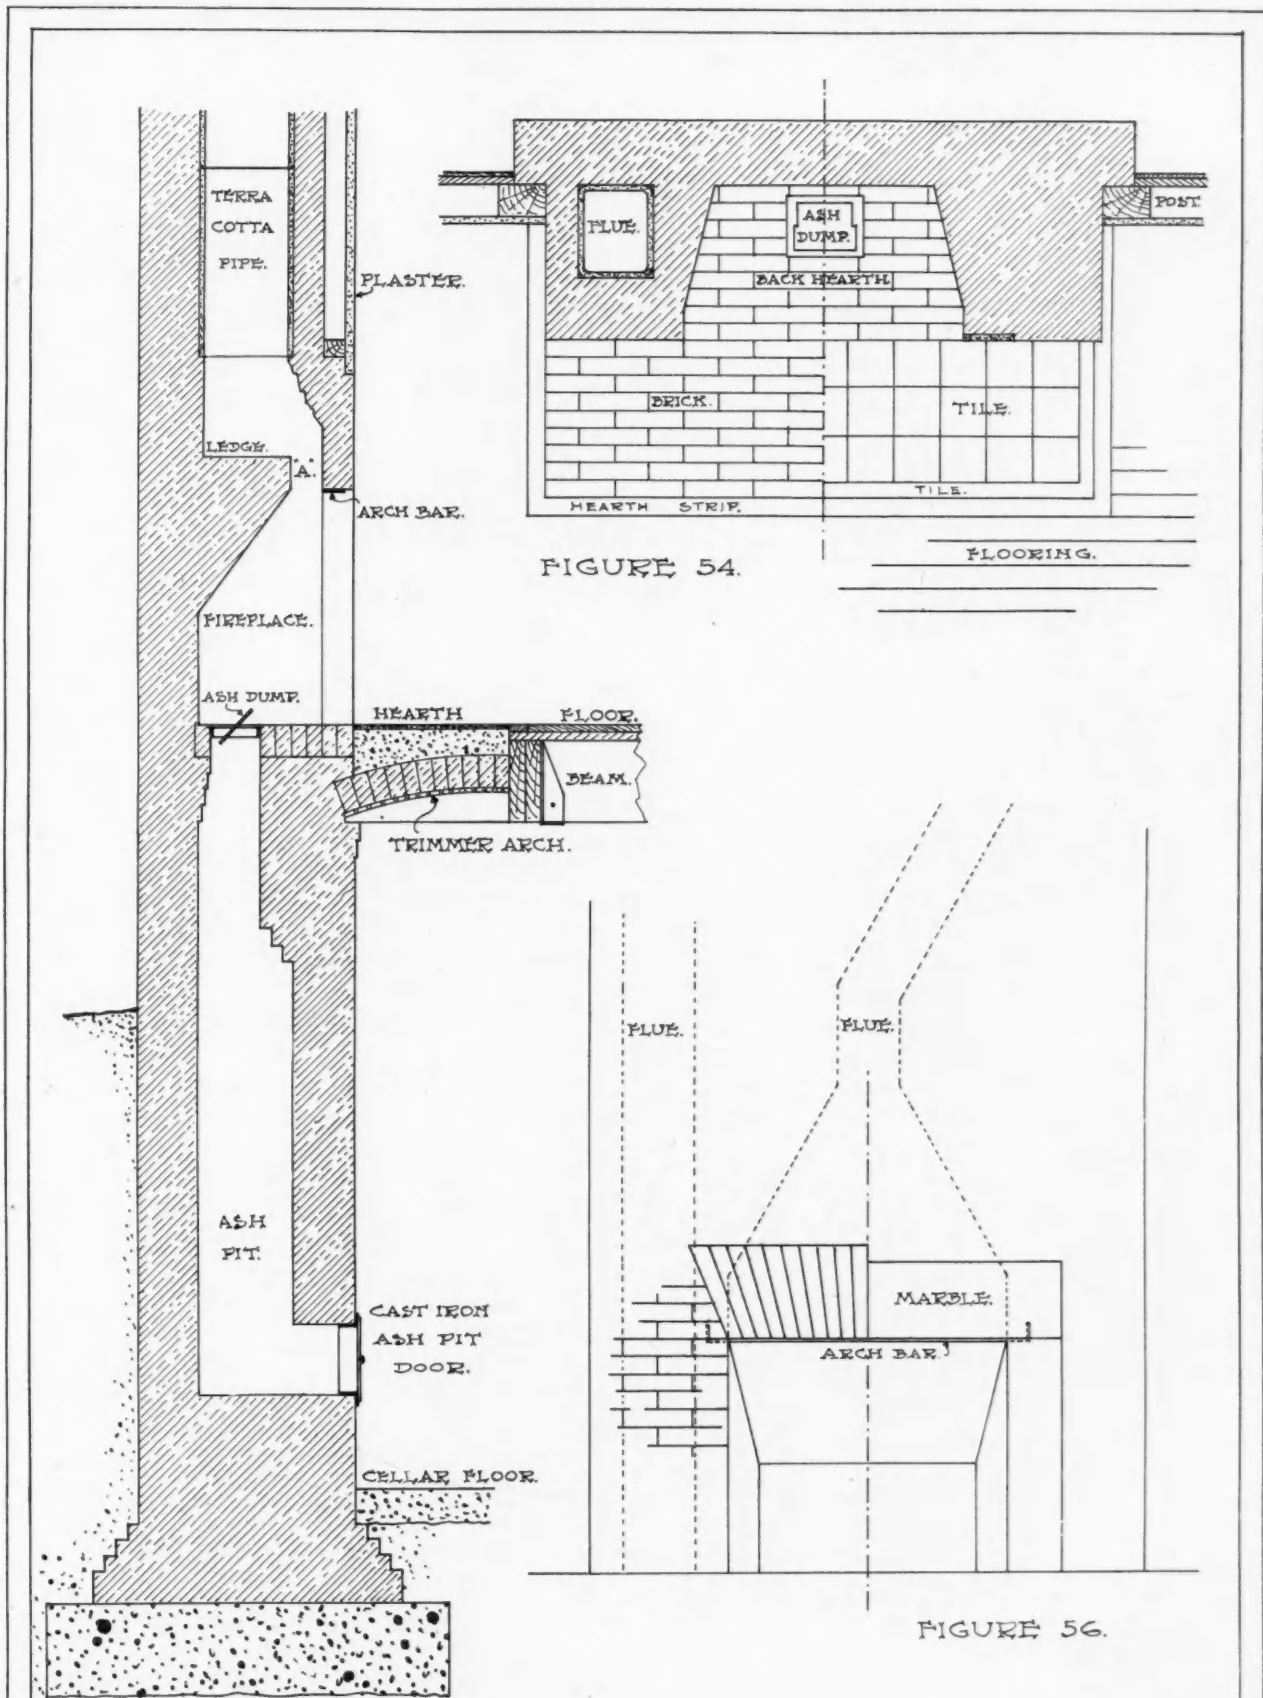 TERRA
COTTA
PIPE.
PLASTER.
LEDGE.
"A".
ARCH BAR.
FIREPLACE.
ASH DUMP.
HEARTH
FLOOR.
BEAM.
TRIMMER ARCH.
ASH
PIT.
CAST IRON
ASH PIT
DOOR.
CELLAR FLOOR.
FLUE.
ASH
DUMP.
POST.
BACK HEARTH
BRICK.
TILE.
TILE.
HEARTH STRIP.
FLOORING.
FIGURE 54.
FLUE.
FLUE.
MARBLE.
ARCH BAR.
FIGURE 56.